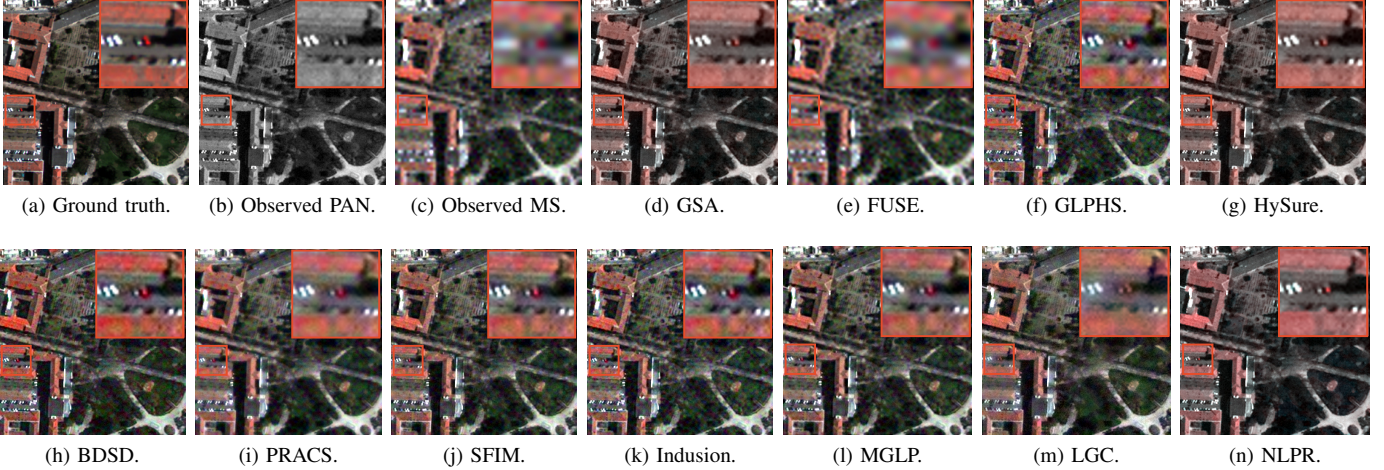 (a) Ground truth. (b) Observed PAN. (c) Observed MS. (d) GSA. (e) FUSE. (f) GLPHS. (g) HySure.
(h) BDSD. (i) PRACS. (j) SFIM. (k) Indusion. (l) MGLP. (m) LGC. (n) NLPR.